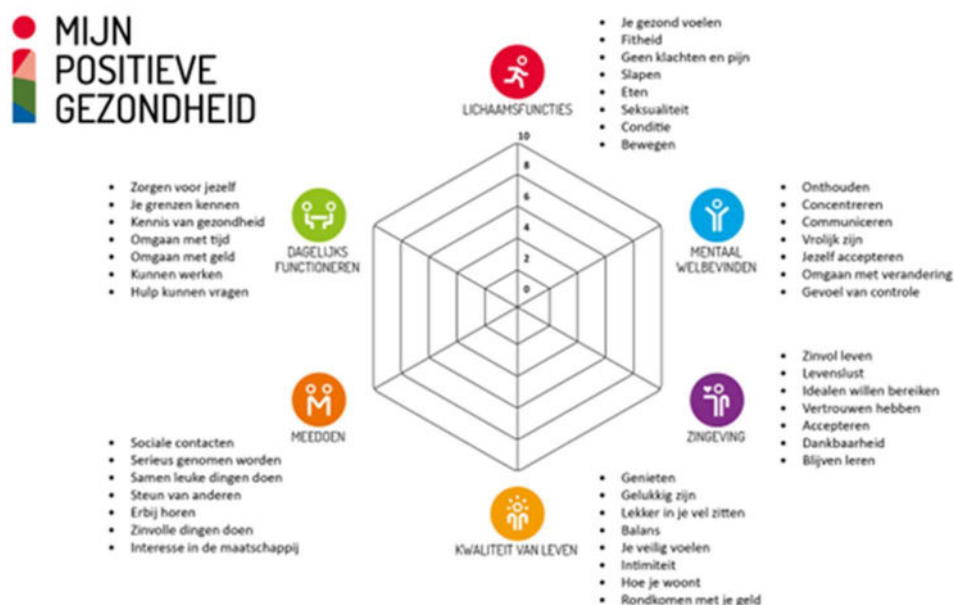 MIJN
POSITIEVE
GEZONDHEID
LICHAAMSFUNCTIES
• Je gezond voelen
• Fitheid
• Geen klachten en pijn
• Slapen
• Eten
• Seksualiteit
• Conditie
• Bewegen
10
8
6
4
2
0
MENTAAL
WELBEVINDEN
• Onthouden
• Concentreren
• Communiceren
• Vrolijk zijn
• Jezelf accepteren
• Omgaan met verandering
• Gevoel van controle
ZINGEVING
• Zinvol leven
• Levenslust
• Idealen willen bereiken
• Vertrouwen hebben
• Accepteren
• Dankbaarheid
• Blijven leren
KWALITEIT VAN LEVEN
• Genieten
• Gelukkig zijn
• Lekker in je vel zitten
• Balans
• Je veilig voelen
• Intimiteit
• Hoe je woont
• Rondkomen met je geld
MEEDOEN
• Sociale contacten
• Serieus genomen worden
• Samen leuke dingen doen
• Steun van anderen
• Erbij horen
• Zinvolle dingen doen
• Interesse in de maatschappij
DAGELIJKS
FUNCTIONEREN
• Zorgen voor jezelf
• Je grenzen kennen
• Kennis van gezondheid
• Omgaan met tijd
• Omgaan met geld
• Kunnen werken
• Hulp kunnen vragen